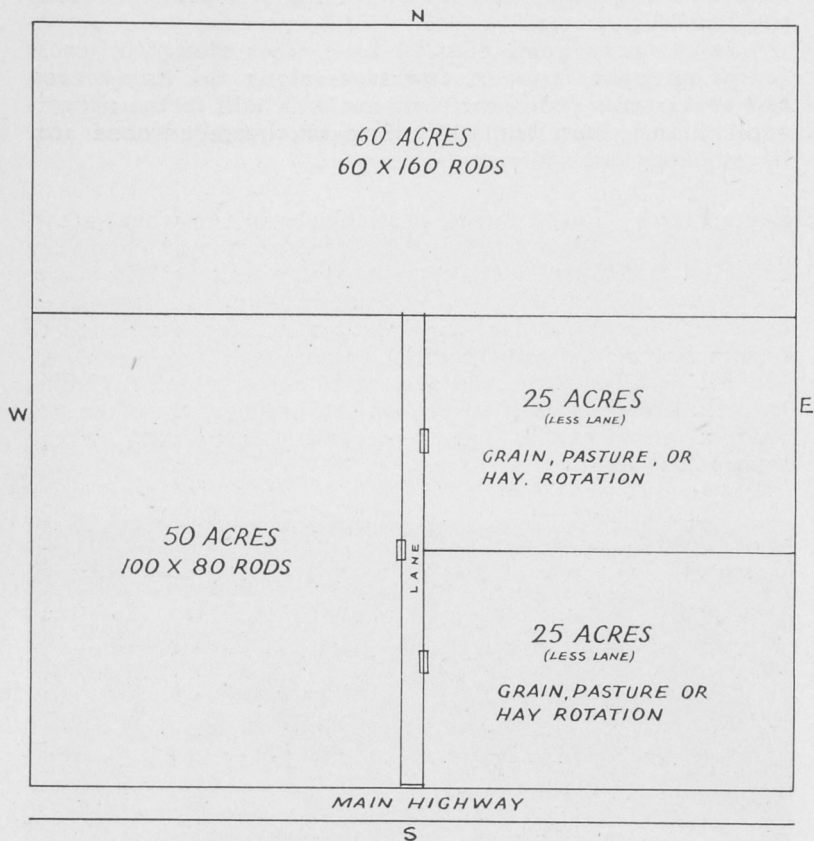 N
60 ACRES
60 X 160 RODS
W
E
25 ACRES
(LESS LANE)
GRAIN, PASTURE, OR
HAY. ROTATION
50 ACRES
100 X 80 RODS
LANE
25 ACRES
(LESS LANE)
GRAIN, PASTURE OR
HAY ROTATION
MAIN HIGHWAY
S